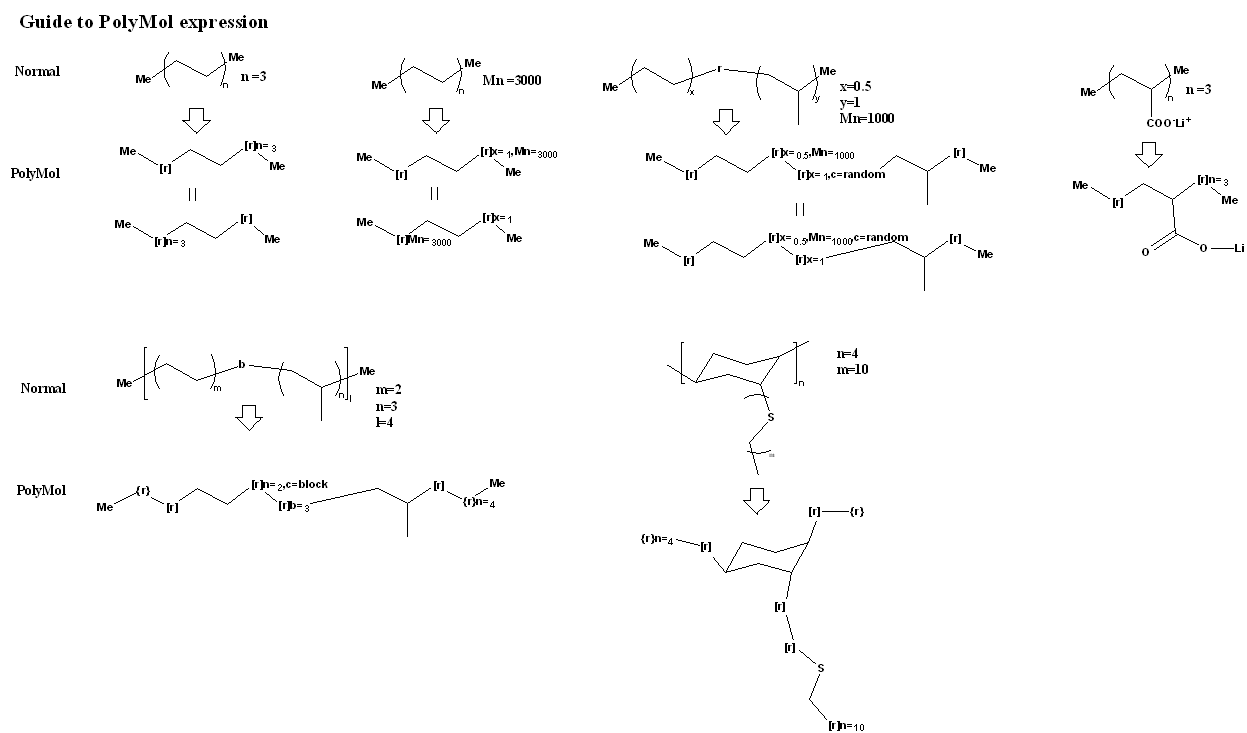 Guide to PolyMol expression
Normal
Me
Me
n
n=3
Me
Me
n
Mn=3000
Me
x
r
Me
y
x=0.5
y=1
Mn=1000
Me
Me
n
n=3
COO-Li+
PolyMol
Me
[r]
[r]n=3
Me
Me
[r]
[r]x=1,Mn=3000
Me
Me
[r]
[r]x=0.5,Mn=1000
[r]x=1,c=random
[r]
Me
Me
[r]
[r]n=3
Me
O
O
Li
Me
[r]n=3
[r]
Me
Me
[r]Mn=3000
[r]x=1
Me
Me
[r]
[r]x=0.5,Mn=1000,c=random
[r]x=1
[r]
Me
Normal
Me
m
b
n
l
Me
m=2
n=3
l=4
n
n=4
m=10
S
m
PolyMol
Me
{r}
[r]
[r]n=2,c=block
[r]b=3
[r]
{r}n=4
Me
[r]
{r}
{r}n=4
[r]
[r]
[r]
S
[r]n=10